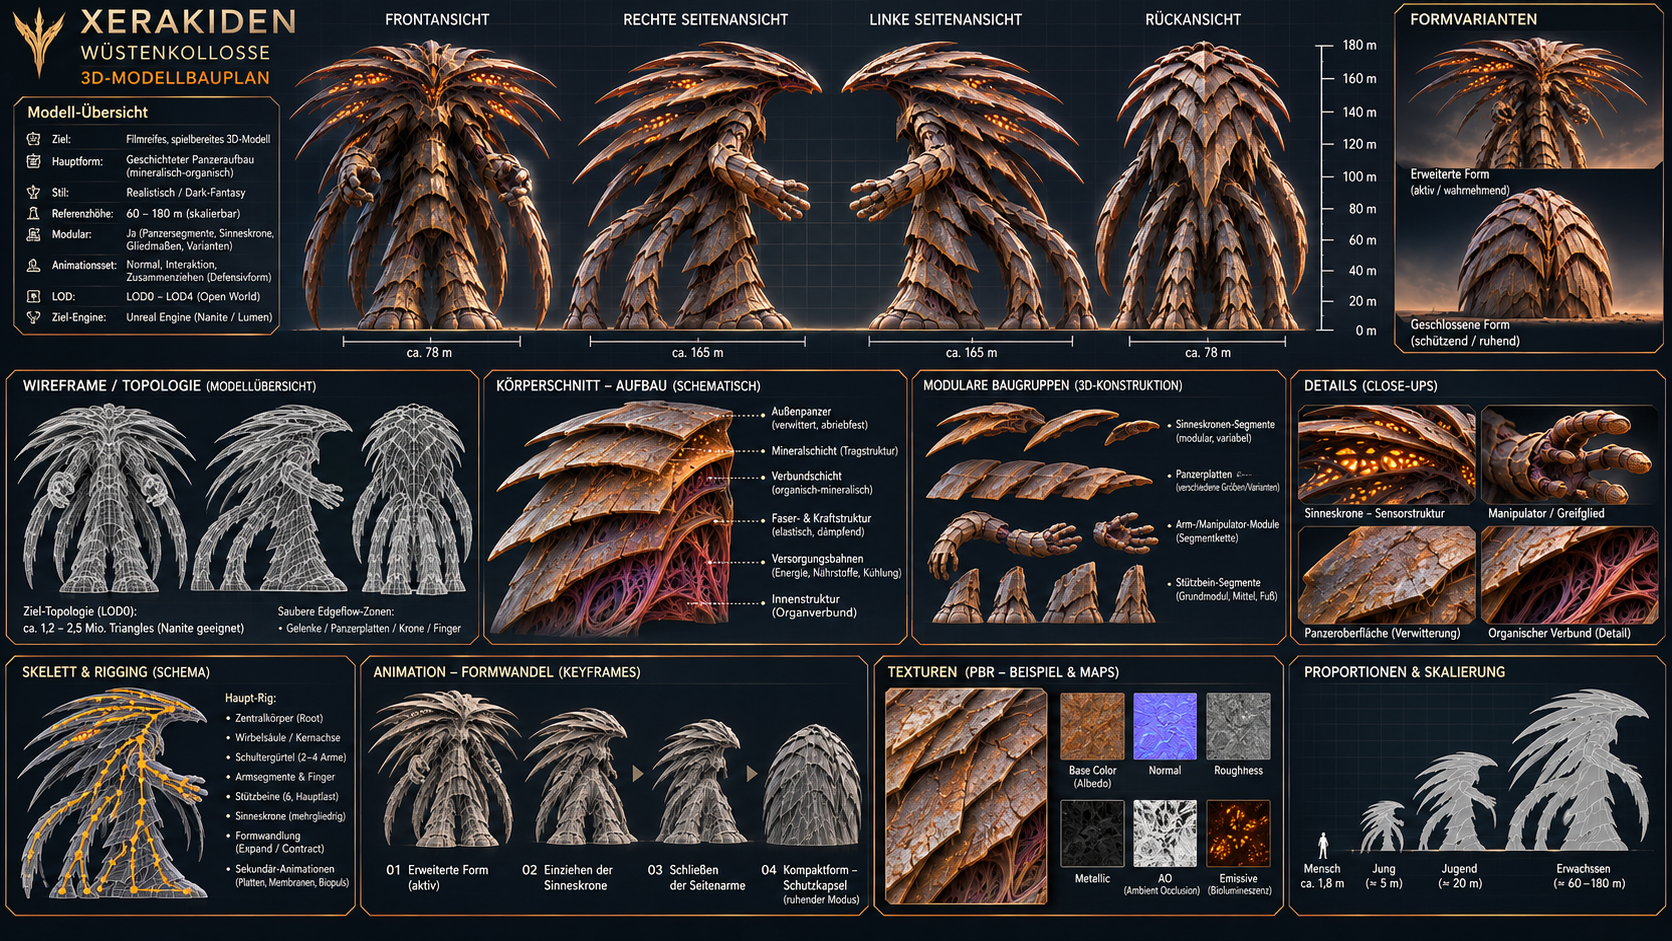 XERAKIDEN
WÜSTENKOLLOSSE
3D-MODELLBAUPLAN
Modell-Übersicht
Ziel: Filmreifes, spielbereites 3D-Modell
Hauptform: Geschichteter Panzeraufbau
(mineralisch-organisch)
Stil: Realistisch / Dark-Fantasy
Referenzhöhe: 60 – 180 m (skalierbar)
Modular: Ja (Panzersegmente, Sinneskrone,
Gliedmaßen, Varianten)
Animationsset: Normal, Interaktion,
Zusammenziehen (Defensivform)
LOD: LOD0 – LOD4 (Open World)
Ziel-Engine: Unreal Engine (Nanite / Lumen)
FRONTANSICHT
RECHTE SEITENANSICHT
LINKE SEITENANSICHT
RÜCKANSICHT
ca. 78 m
ca. 165 m
ca. 165 m
ca. 78 m
180 m
160 m
140 m
120 m
100 m
80 m
60 m
40 m
20 m
0 m
FORMVARIANTEN
Erweiterte Form
(aktiv / wahrnehmend)
Geschlossene Form
(schützend / ruhend)
WIREFRAME / TOPOLOGIE (MODELLÜBERSICHT)
Ziel-Topologie (LOD0):
ca. 1,2 – 2,5 Mio. Triangles (Nanite geeignet)
Saubere Edgeflow-Zonen:
• Gelenke / Panzerplatten / Krone / Finger
KÖRPERSCHNITT – AUFBAU (SCHEMATISCH)
Außenpanzer
(verwittert, abriebfest)
Mineralschicht (Tragstruktur)
Verbundschicht
(organisch-mineralisch)
Faser- & Kraftstruktur
(elastisch, dämpfend)
Versorgungsbahnen
(Energie, Nährstoffe, Kühlung)
Innenstruktur
(Organverbund)
MODULARE BAUGRUPPEN (3D-KONSTRUKTION)
• Sinneskronen-Segmente
(modular, variabel)
• Panzerplatten
(verschiedene Größen/Varianten)
• Arm-/Manipulator-Module
(Segmentkette)
• Stützbein-Segmente
(Grundmodul, Mittel, Fuß)
DETAILS (CLOSE-UPS)
Sinneskrone – Sensorstruktur
Manipulator / Greifglied
Panzeroberfläche (Verwitterung)
Organischer Verbund (Detail)
SKELETT & RIGGING (SCHEMA)
Haupt-Rig:
• Zentralkörper (Root)
• Wirbelsäule / Kernachse
• Schultergürtel (2–4 Arme)
• Armsegmente & Finger
• Stützbeine (6, Hauptlast)
• Sinneskrone (mehrgliedrig)
• Formwandlung
(Expand / Contract)
• Sekundär-Animationen
(Platten, Membranen, Biopuls)
ANIMATION – FORMWANDEL (KEYFRAMES)
01 Erweiterte Form
(aktiv)
02 Einziehen der
Sinneskrone
03 Schließen
der Seitenarme
04 Kompaktform –
Schutzkapsel
(ruhender Modus)
TEXTUREN (PBR – BEISPIEL & MAPS)
Base Color
(Albedo)
Normal
Roughness
Metallic
AO
(Ambient Occlusion)
Emissive
(Biolumineszenz)
PROPORTIONEN & SKALIERUNG
Mensch
ca. 1,8 m
Jung
(≈ 5 m)
Jugend
(≈ 20 m)
Erwachssen
(≈ 60–180 m)